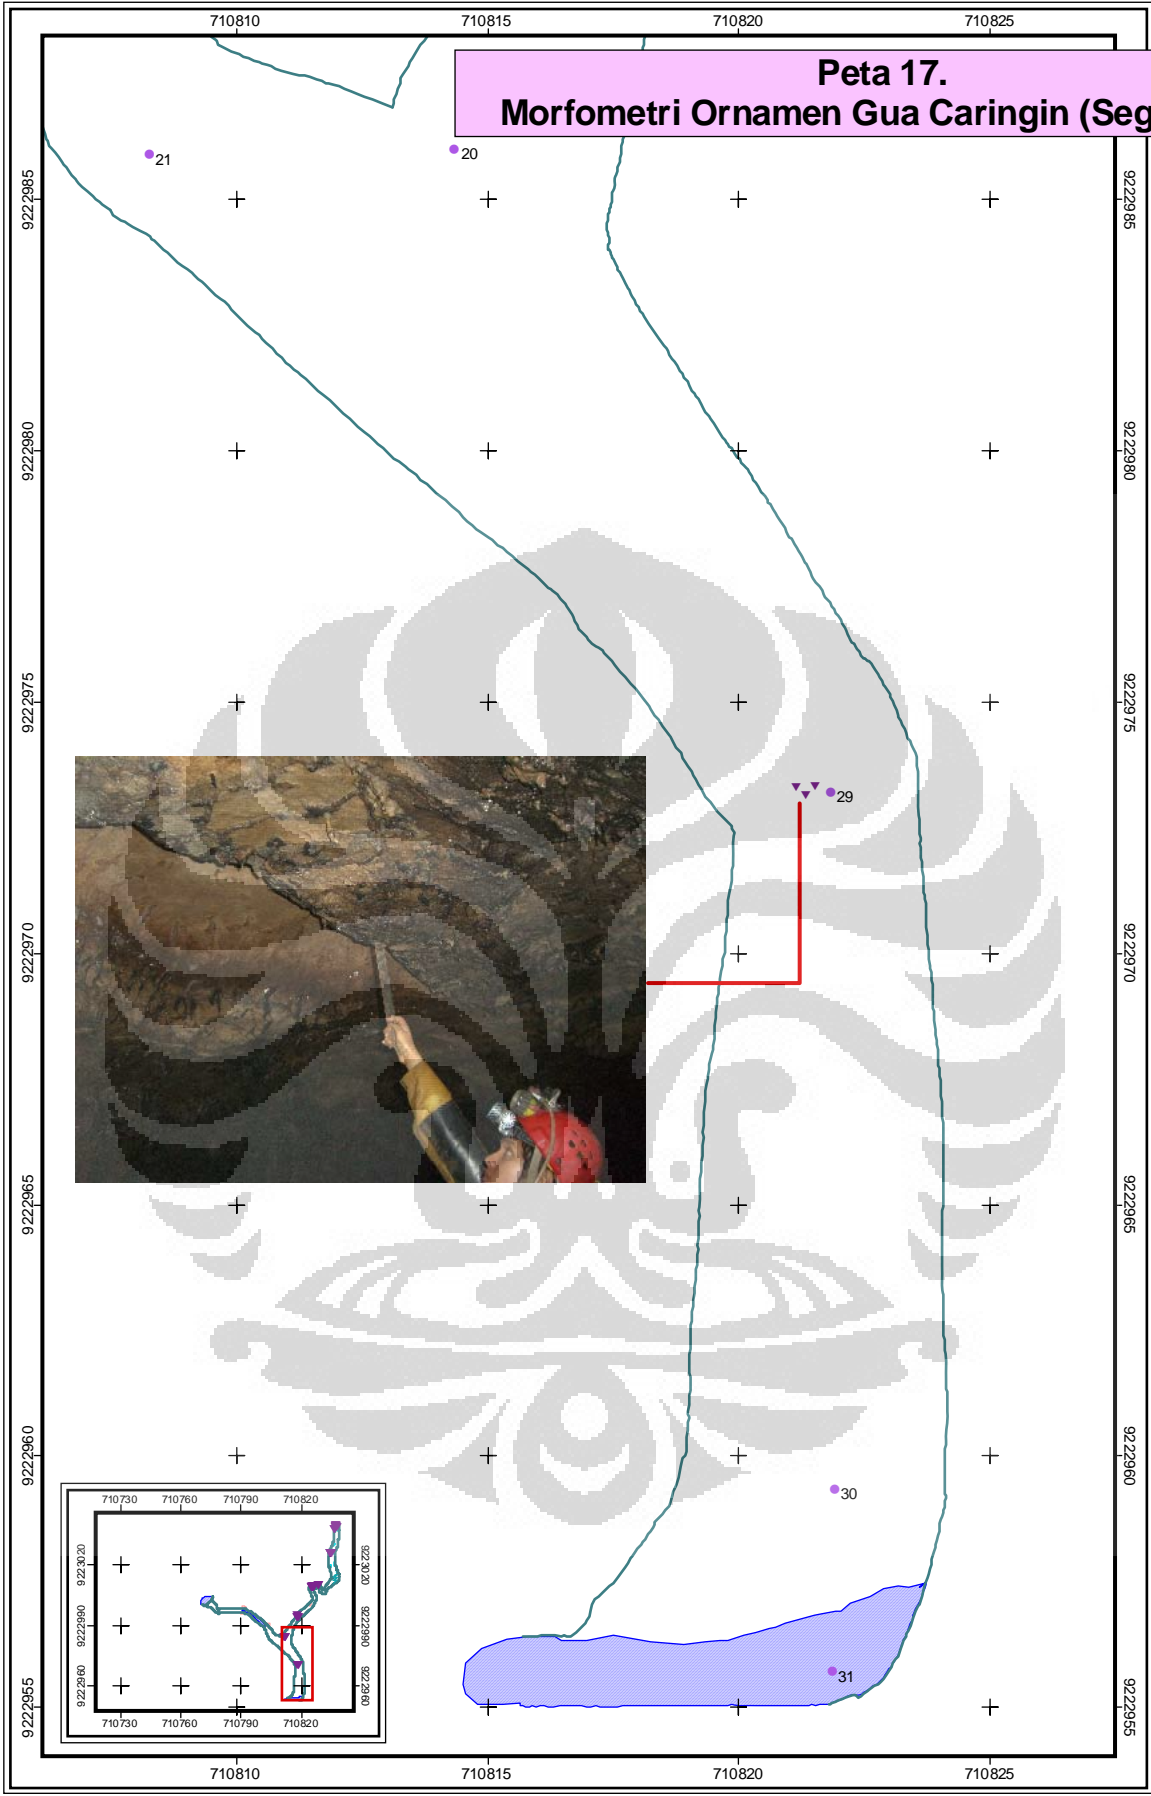 710810 710815 710820 710825
Peta 17.
Morfometri Ornamen Gua Caringin (Seg
21
20
9222985 9222985
9222980 9222980
9222975 9222975
29
9222970 9222970
9222965 9222965
9222960 9222960
30
31
9222955 9222955
710730 710760 710790 710820
9223020 9223020
9222990 9222990
9222960 9222960
710730 710760 710790 710820
710810 710815 710820 710825